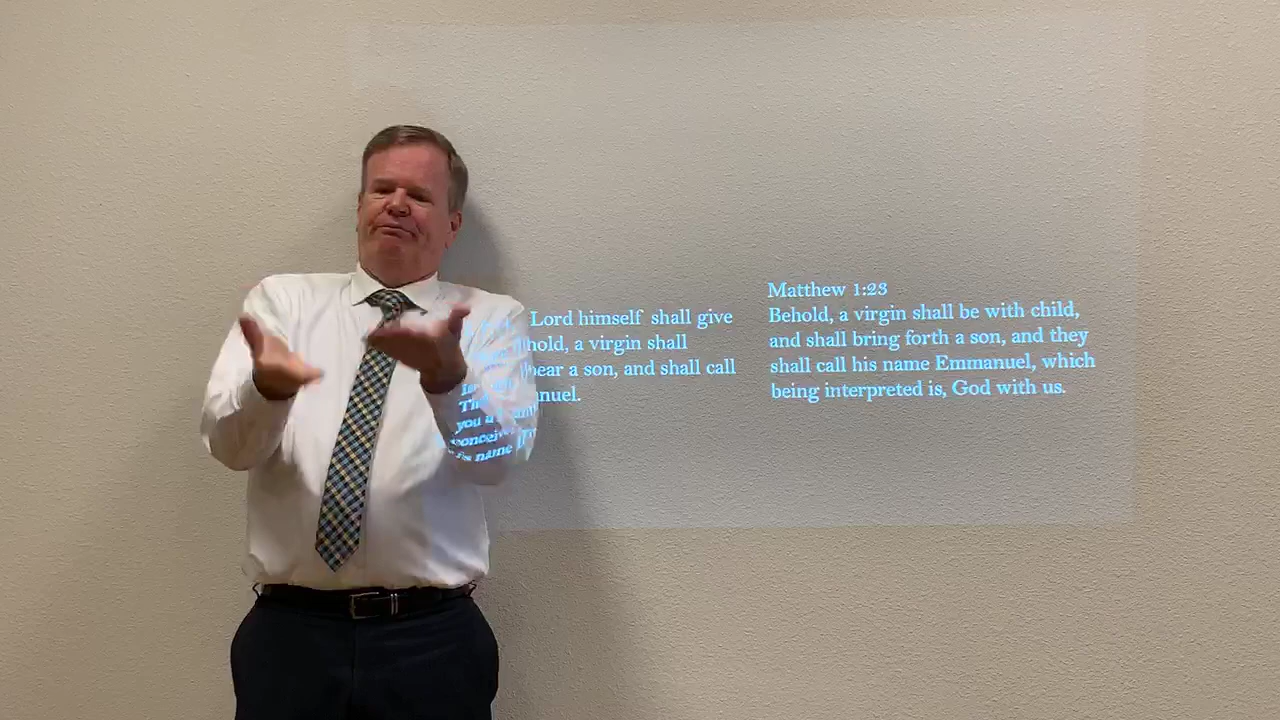 Lord himself shall give
hold, a virgin shall
bear a son, and shall call
nuel.
Matthew 1:23
Behold, a virgin shall be with child,
and shall bring forth a son, and they
shall call his name Emmanuel, which
being interpreted is, God with us.